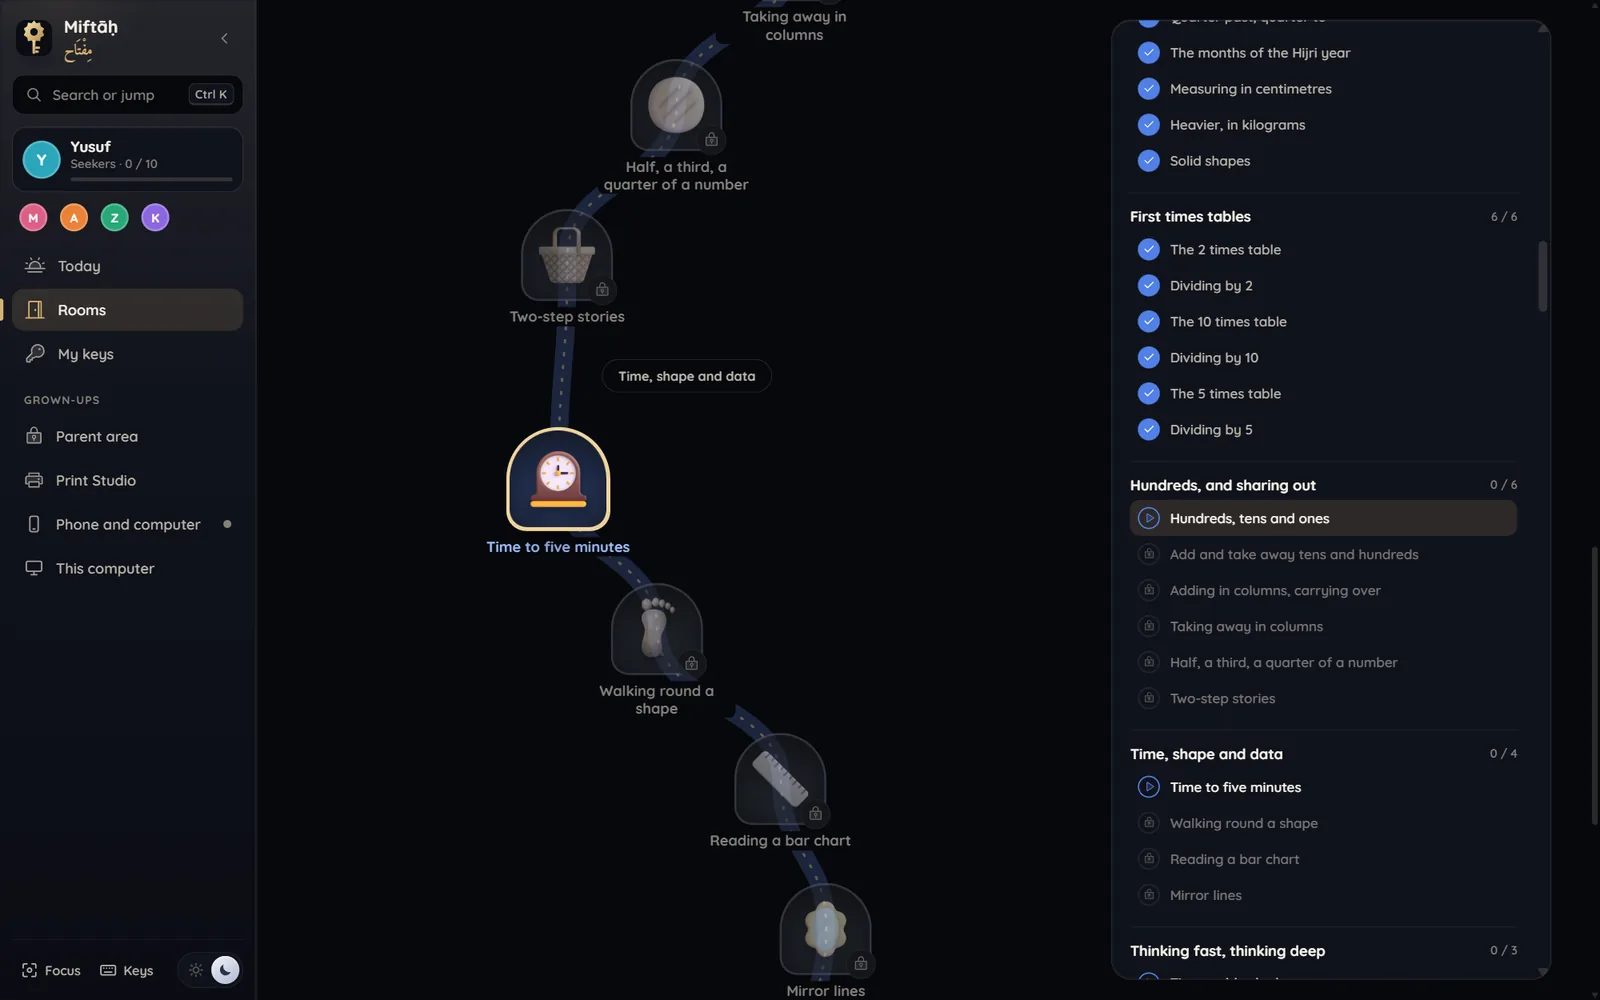 Miftāḥ
مِفْتَاح
Search or jump
Ctrl K
Y
Yusuf
Seekers · 0 / 10
M
A
Z
K
Today
Rooms
My keys
GROWN-UPS
Parent area
Print Studio
Phone and computer
This computer
Focus
Keys
Taking away in
columns
Half, a third, a
quarter of a number
Two-step stories
Time, shape and data
Time to five minutes
Walking round a
shape
Reading a bar chart
Mirror lines
Quarter past, quarter to
The months of the Hijri year
Measuring in centimetres
Heavier, in kilograms
Solid shapes
First times tables 6 / 6
The 2 times table
Dividing by 2
The 10 times table
Dividing by 10
The 5 times table
Dividing by 5
Hundreds, and sharing out 0 / 6
Hundreds, tens and ones
Add and take away tens and hundreds
Adding in columns, carrying over
Taking away in columns
Half, a third, a quarter of a number
Two-step stories
Time, shape and data 0 / 4
Time to five minutes
Walking round a shape
Reading a bar chart
Mirror lines
Thinking fast, thinking deep 0 / 3